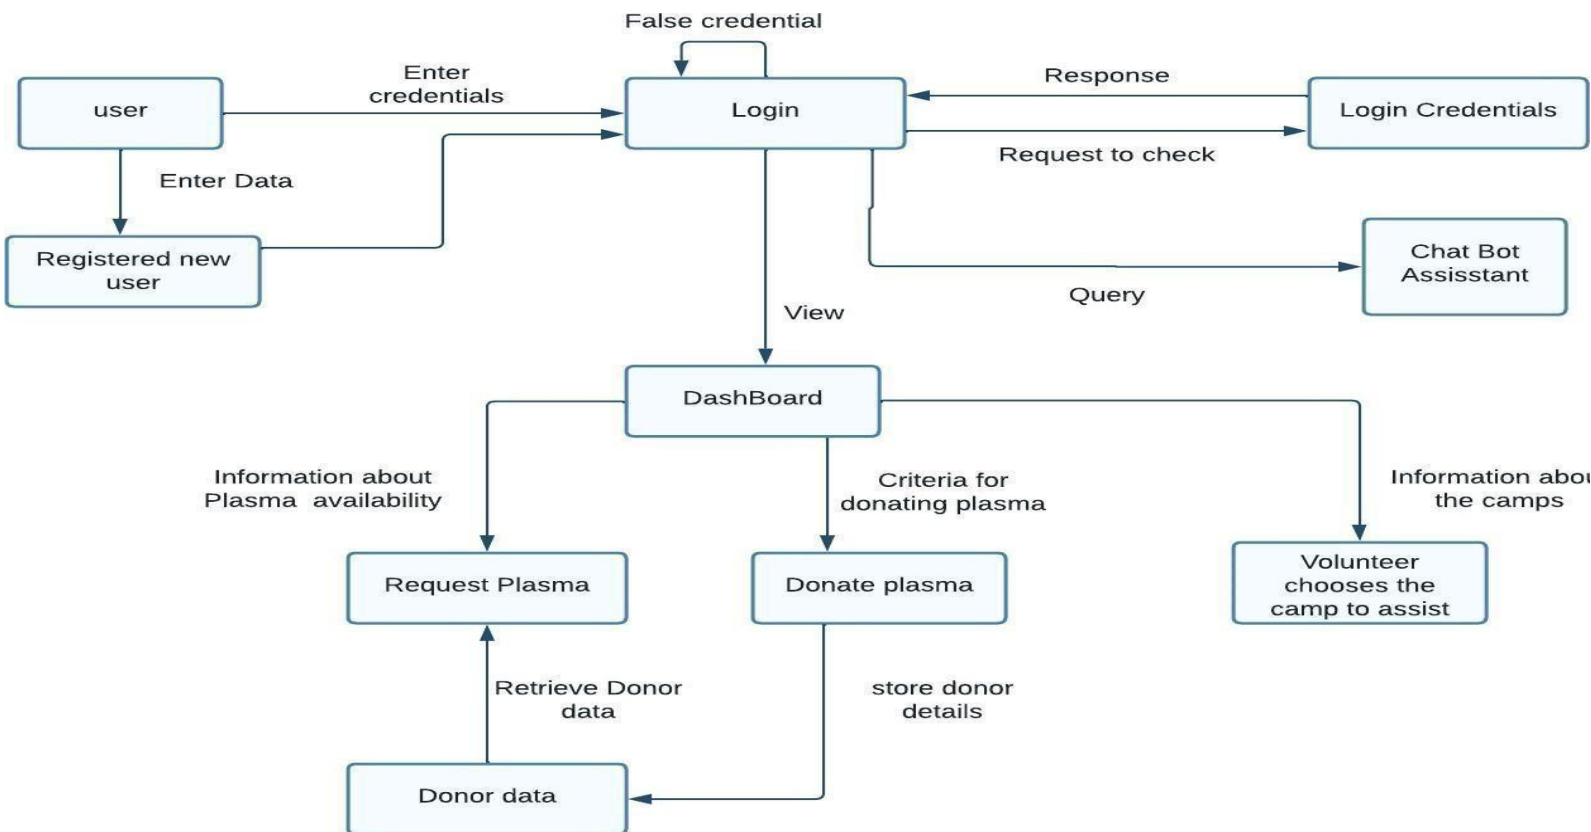 False credential
Enter
credentials
Response
user
Login
Login Credentials
Request to check
Enter Data
Registered new
user
Chat Bot
Assisstant
Query
View
DashBoard
Information about
Plasma availability
Criteria for
donating plasma
Information abou
the camps
Request Plasma
Donate plasma
Volunteer
chooses the
camp to assist
Retrieve Donor
data
store donor
details
Donor data